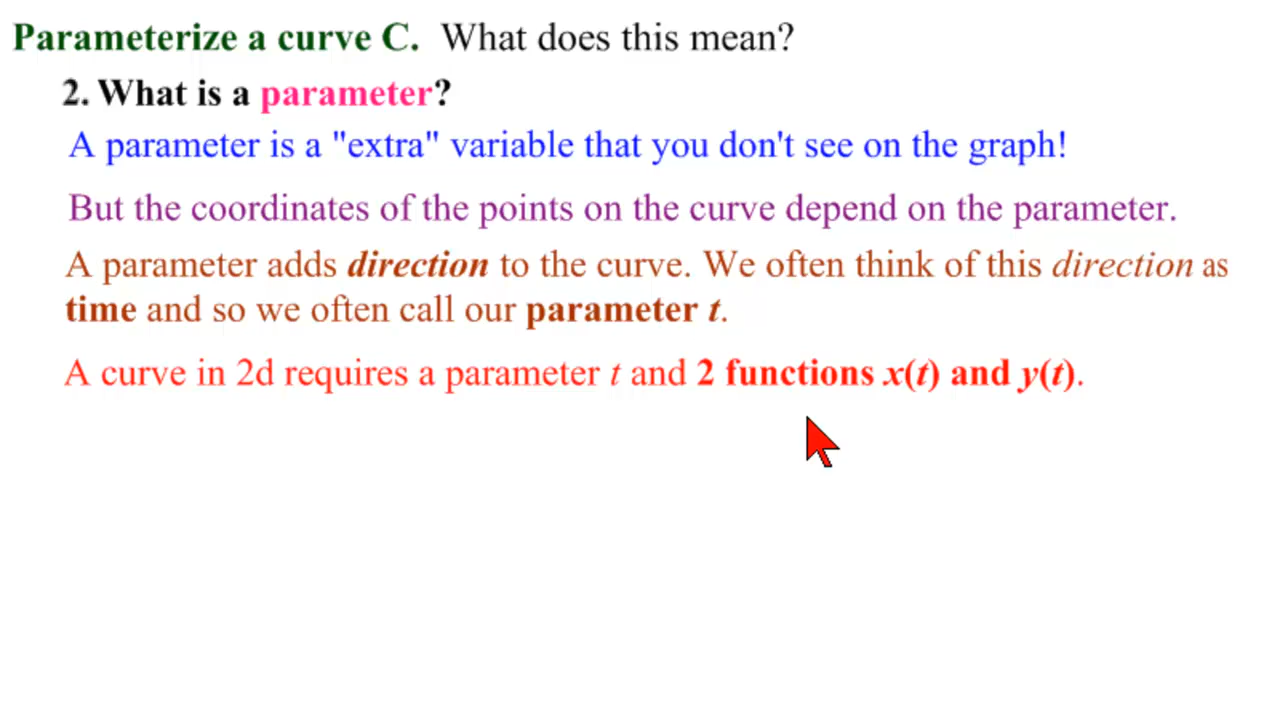 Parameterize a curve C. What does this mean?
2. What is a parameter?
A parameter is a "extra" variable that you don't see on the graph!
But the coordinates of the points on the curve depend on the parameter.
A parameter adds direction to the curve. We often think of this direction as
time and so we often call our parameter t.
A curve in 2d requires a parameter t and 2 functions x(t) and y(t).